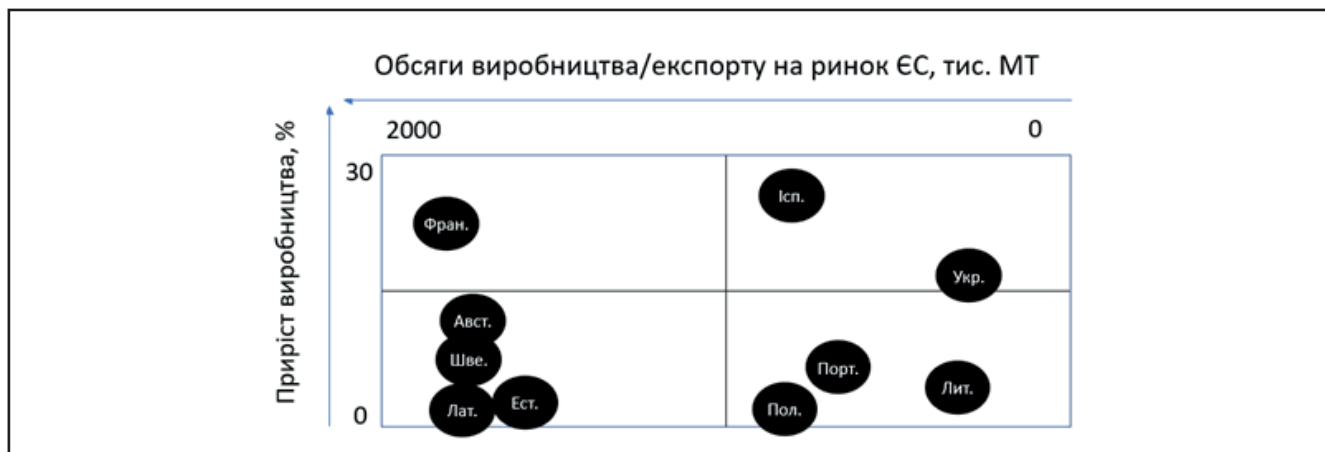 Обсяги виробництва/експорту на ринок ЄС, тис. МТ
Приріст виробництва, %
2000
0
30
Ісп.
Фран.
Укр.
Авст.
Шве.
Порт.
Лит.
Лат.
Ест.
Пол.
0